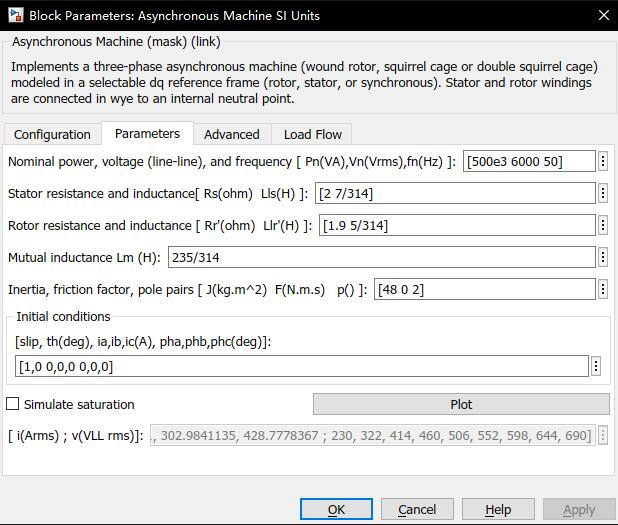 Block Parameters: Asynchronous Machine SI Units
Asynchronous Machine (mask) (link)
Implements a three-phase asynchronous machine (wound rotor, squirrel cage or double squirrel cage)
modeled in a selectable dq reference frame (rotor, stator, or synchronous). Stator and rotor windings
are connected in wye to an internal neutral point.
Configuration Parameters Advanced Load Flow
Nominal power, voltage (line-line), and frequency [ Pn(VA),Vn(Vrms),fn(Hz) ]: [500e3 6000 50]
Stator resistance and inductance[ Rs(ohm) Lls(H) ]: [2 7/314]
Rotor resistance and inductance [ Rr'(ohm) Llr'(H) ]: [1.9 5/314]
Mutual inductance Lm (H): 235/314
Inertia, friction factor, pole pairs [ J(kg.m^2) F(N.m.s) p() ]: [48 0 2]
Initial conditions
[slip, th(deg), ia,ib,ic(A), pha,phb,phc(deg)]:
[1,0 0,0,0 0,0,0]
Simulate saturation Plot
[ i(Arms) ; v(VLL rms)]: , 302.9841135, 428.7778367 ; 230, 322, 414, 460, 506, 552, 598, 644, 690]
OK Cancel Help Apply